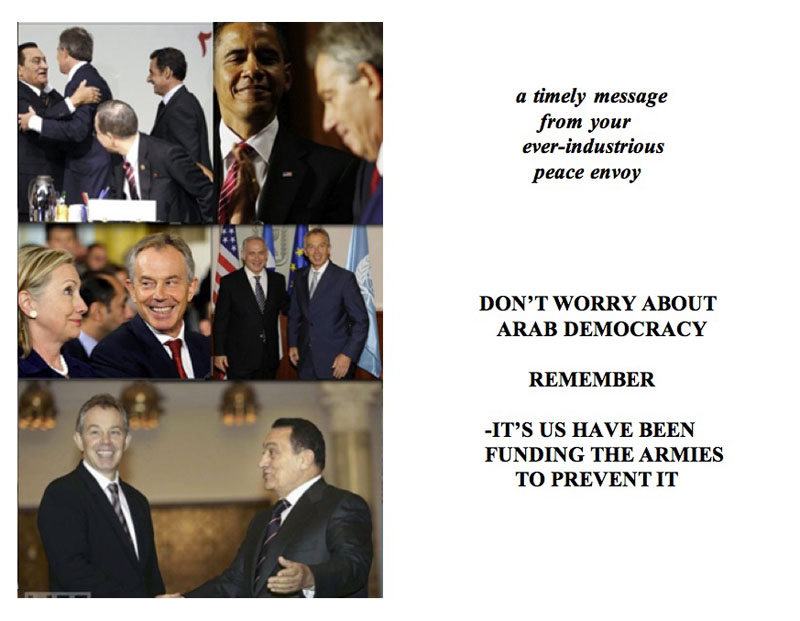 a timely message
from your
ever-industrious
peace envoy
DON'T WORRY ABOUT
ARAB DEMOCRACY
REMEMBER
-IT'S US HAVE BEEN
FUNDING THE ARMIES
TO PREVENT IT